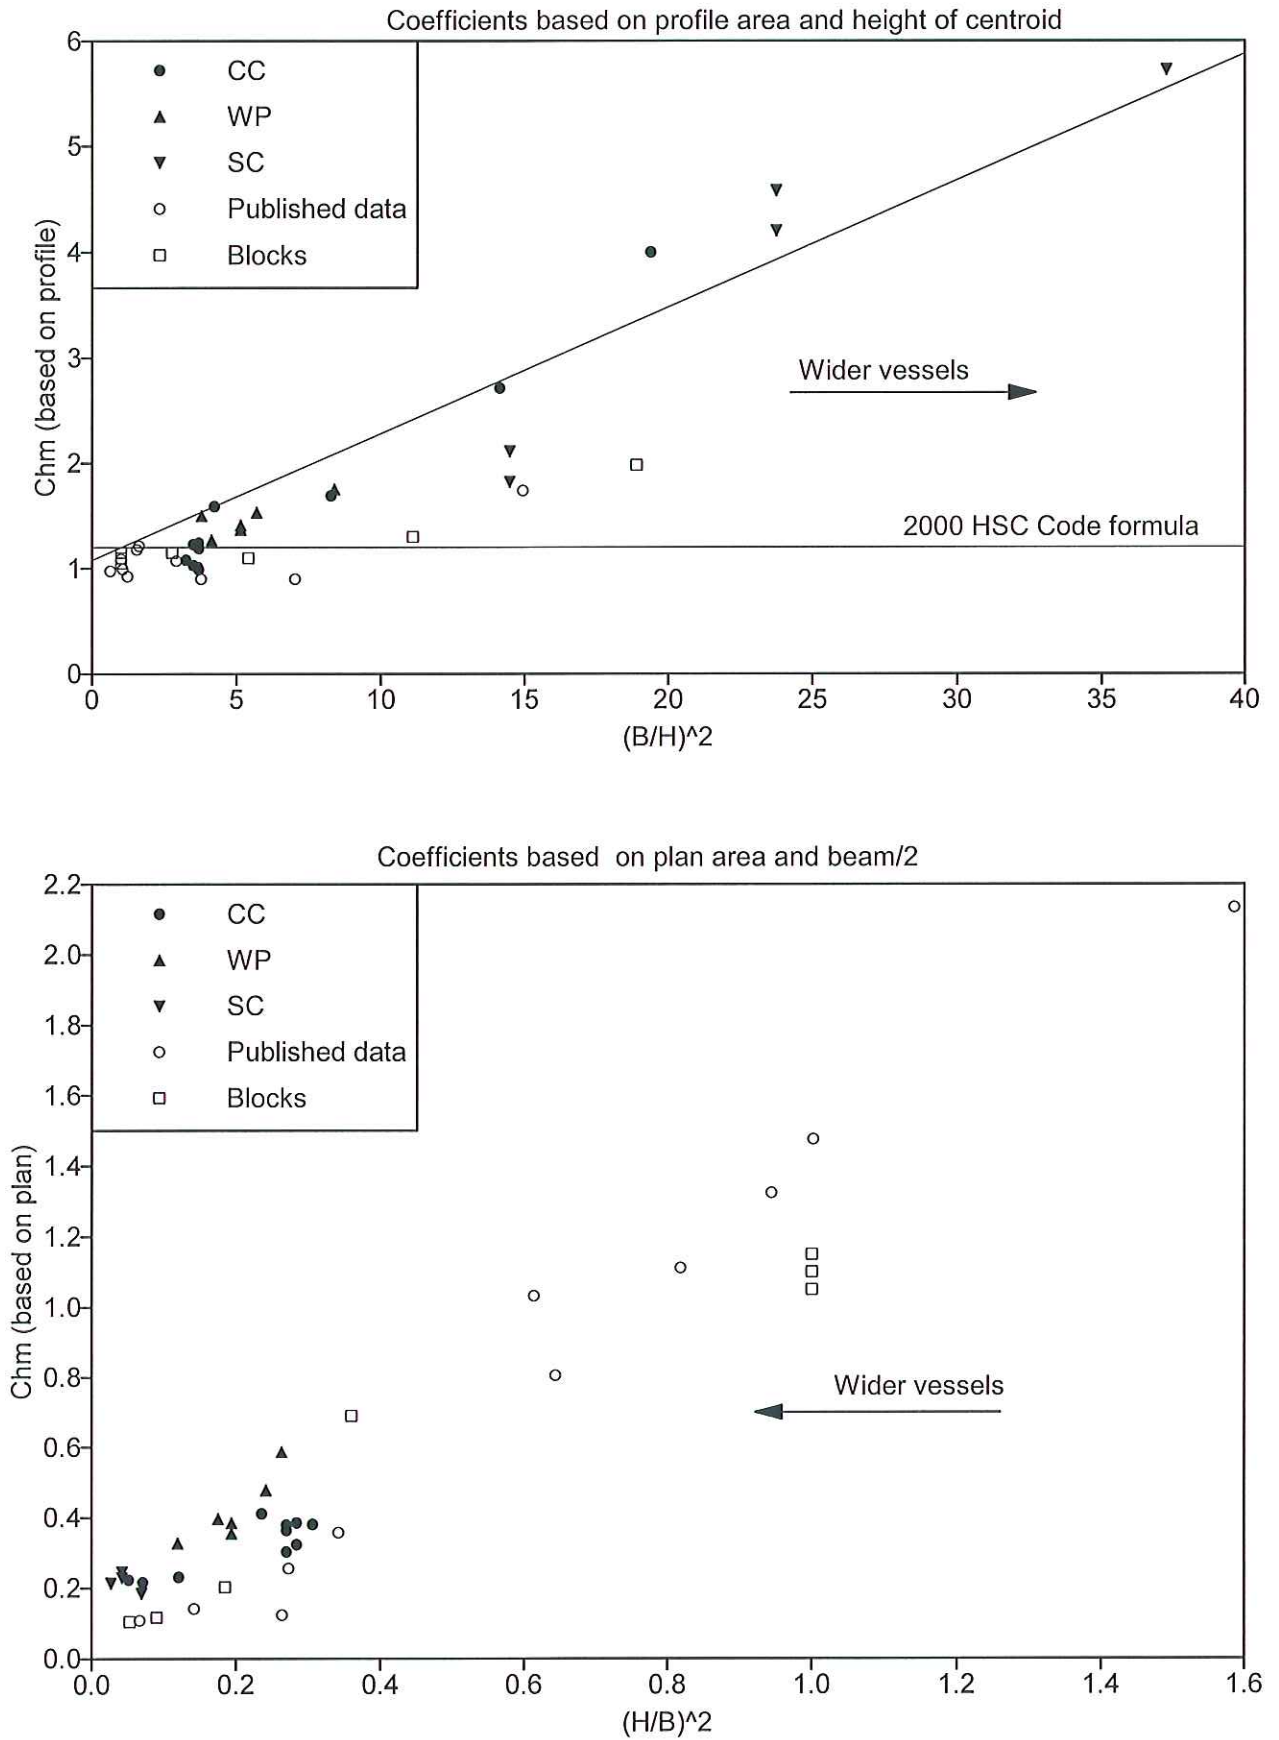 Coefficients based on profile area and height of centroid
6
CC
WP
5
SC
Published data
4
Blocks
Chm (based on profile)
3
Wider vessels
2
2000 HSC Code formula
1
0
0 5 10 15 20 25 30 35 40
(B/H)^2
Coefficients based on plan area and beam/2
2.2
CC
2.0
WP
SC
1.8
Published data
1.6
Blocks
1.4
Chm (based on plan)
1.2
1.0
0.8
Wider vessels
0.6
0.4
0.2
0.0
0.0 0.2 0.4 0.6 0.8 1.0 1.2 1.4 1.6
(H/B)^2